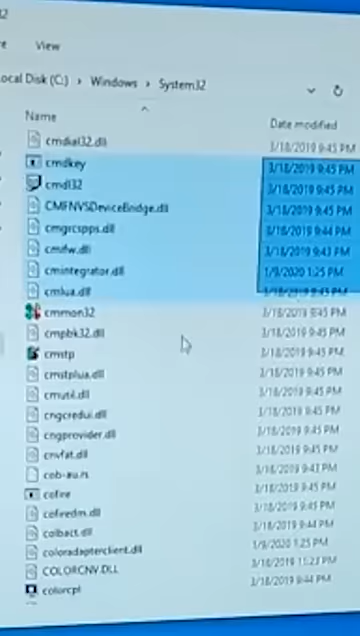 View
ocal Disk (C:) > Windows > System32
Name Date modified
cmdial32.dll 3/18/2019 9:45 PM
cmdkey 3/18/2019 9:45 PM
cmdl32 3/18/2019 9:45 PM
CMFNVSDeviceBridge.dll 3/18/2019 9:45 PM
cmgrcspps.dll 3/18/2019 9:44 PM
cmifw.dll 3/18/2019 9:43 PM
cmintegrator.dll 1/9/2020 1:25 PM
cmlua.dll 3/18/2019 9:45 PM
cmmon32 3/18/2019 9:45 PM
cmpbk32.dll 3/18/2019 9:45 PM
cmstp 3/18/2019 9:45 PM
cmstplua.dll 3/18/2019 9:45 PM
cmutil.dll 3/18/2019 9:45 PM
cngcredui.dll 3/18/2019 9:45 PM
cngprovider.dll 3/18/2019 9:45 PM
cnvfat.dll 3/18/2019 9:45 PM
cob-au.rs 3/18/2019 9:43 PM
cofire 3/18/2019 9:45 PM
cofiredm.dll 3/18/2019 9:45 PM
colbact.dll 3/18/2019 9:44 PM
coloradapterclient.dll 1/9/2020 1:25 PM
COLORCNV.DLL 3/18/2019 11:23 PM
colorcpl 3/18/2019 9:44 PM